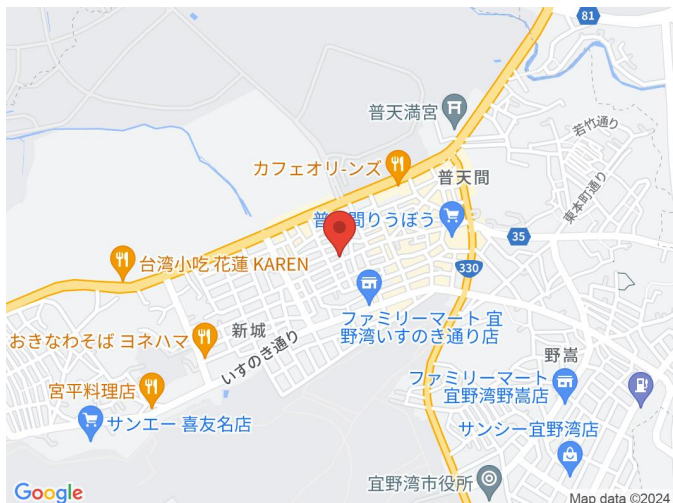 81
普天満宮
若竹通り
カフェオリーンズ
普天間
東本町通り
普天間りうぼう
35
台湾小吃 花蓮 KAREN
330
ファミリーマート 宜
野湾いすのき通り店
新城
おきなわそば ヨネハマ
いすのき通り
野嵩
ファミリーマート
宜野湾野嵩店
宮平料理店
サンエー 喜友名店
サンシー宜野湾店
宜野湾市役所
Google
Map data ©2024